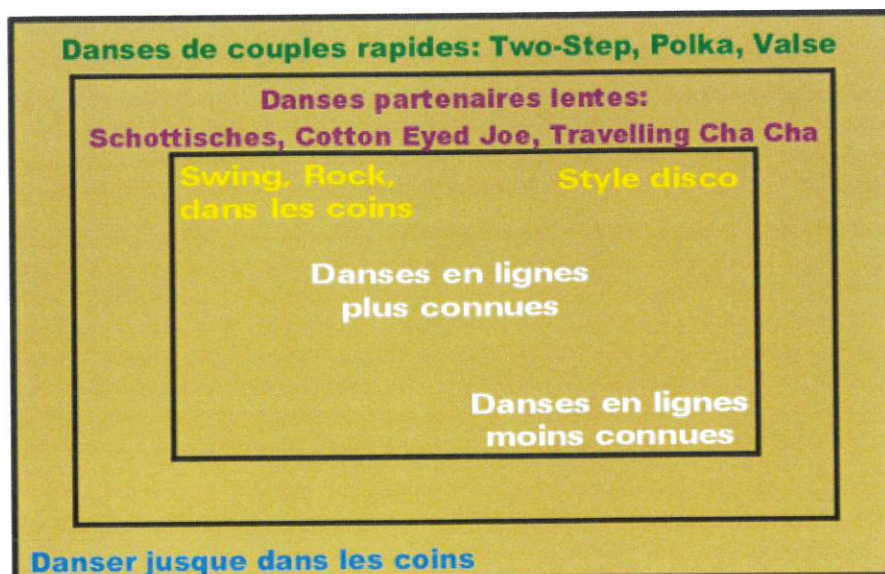 Danses de couples rapides: Two-Step, Polka, Valse
Danses partenaires lentes:
Schottisches, Cotton Eyed Joe, Travelling Cha Cha
Swing, Rock,
dans les coins
Style disco
Danses en lignes
plus connues
Danses en lignes
moins connues
Danser jusque dans les coins